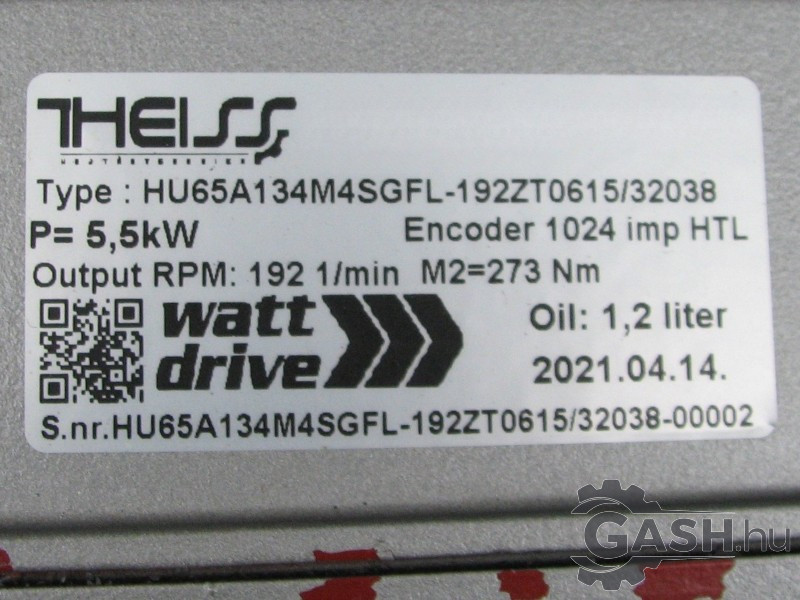 THEISS
HAJTÁSTECHNIKA
Type : HU65A134M4SGFL-192ZT0615/32038
P= 5,5kW Encoder 1024 imp HTL
Output RPM: 192 1/min M2=273 Nm
watt drive
Oil: 1,2 liter
2021.04.14.
S.nr.HU65A134M4SGFL-192ZT0615/32038-00002
GASH.hu